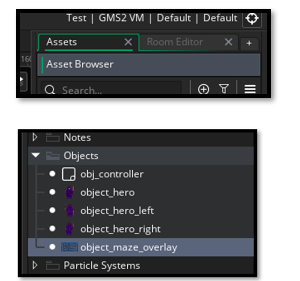 Test | GMS2 VM | Default | Default
Assets Room Editor
Asset Browser
Search...
Notes
Objects
obj_controller
object_hero
object_hero_left
object_hero_right
object_maze_overlay
Particle Systems